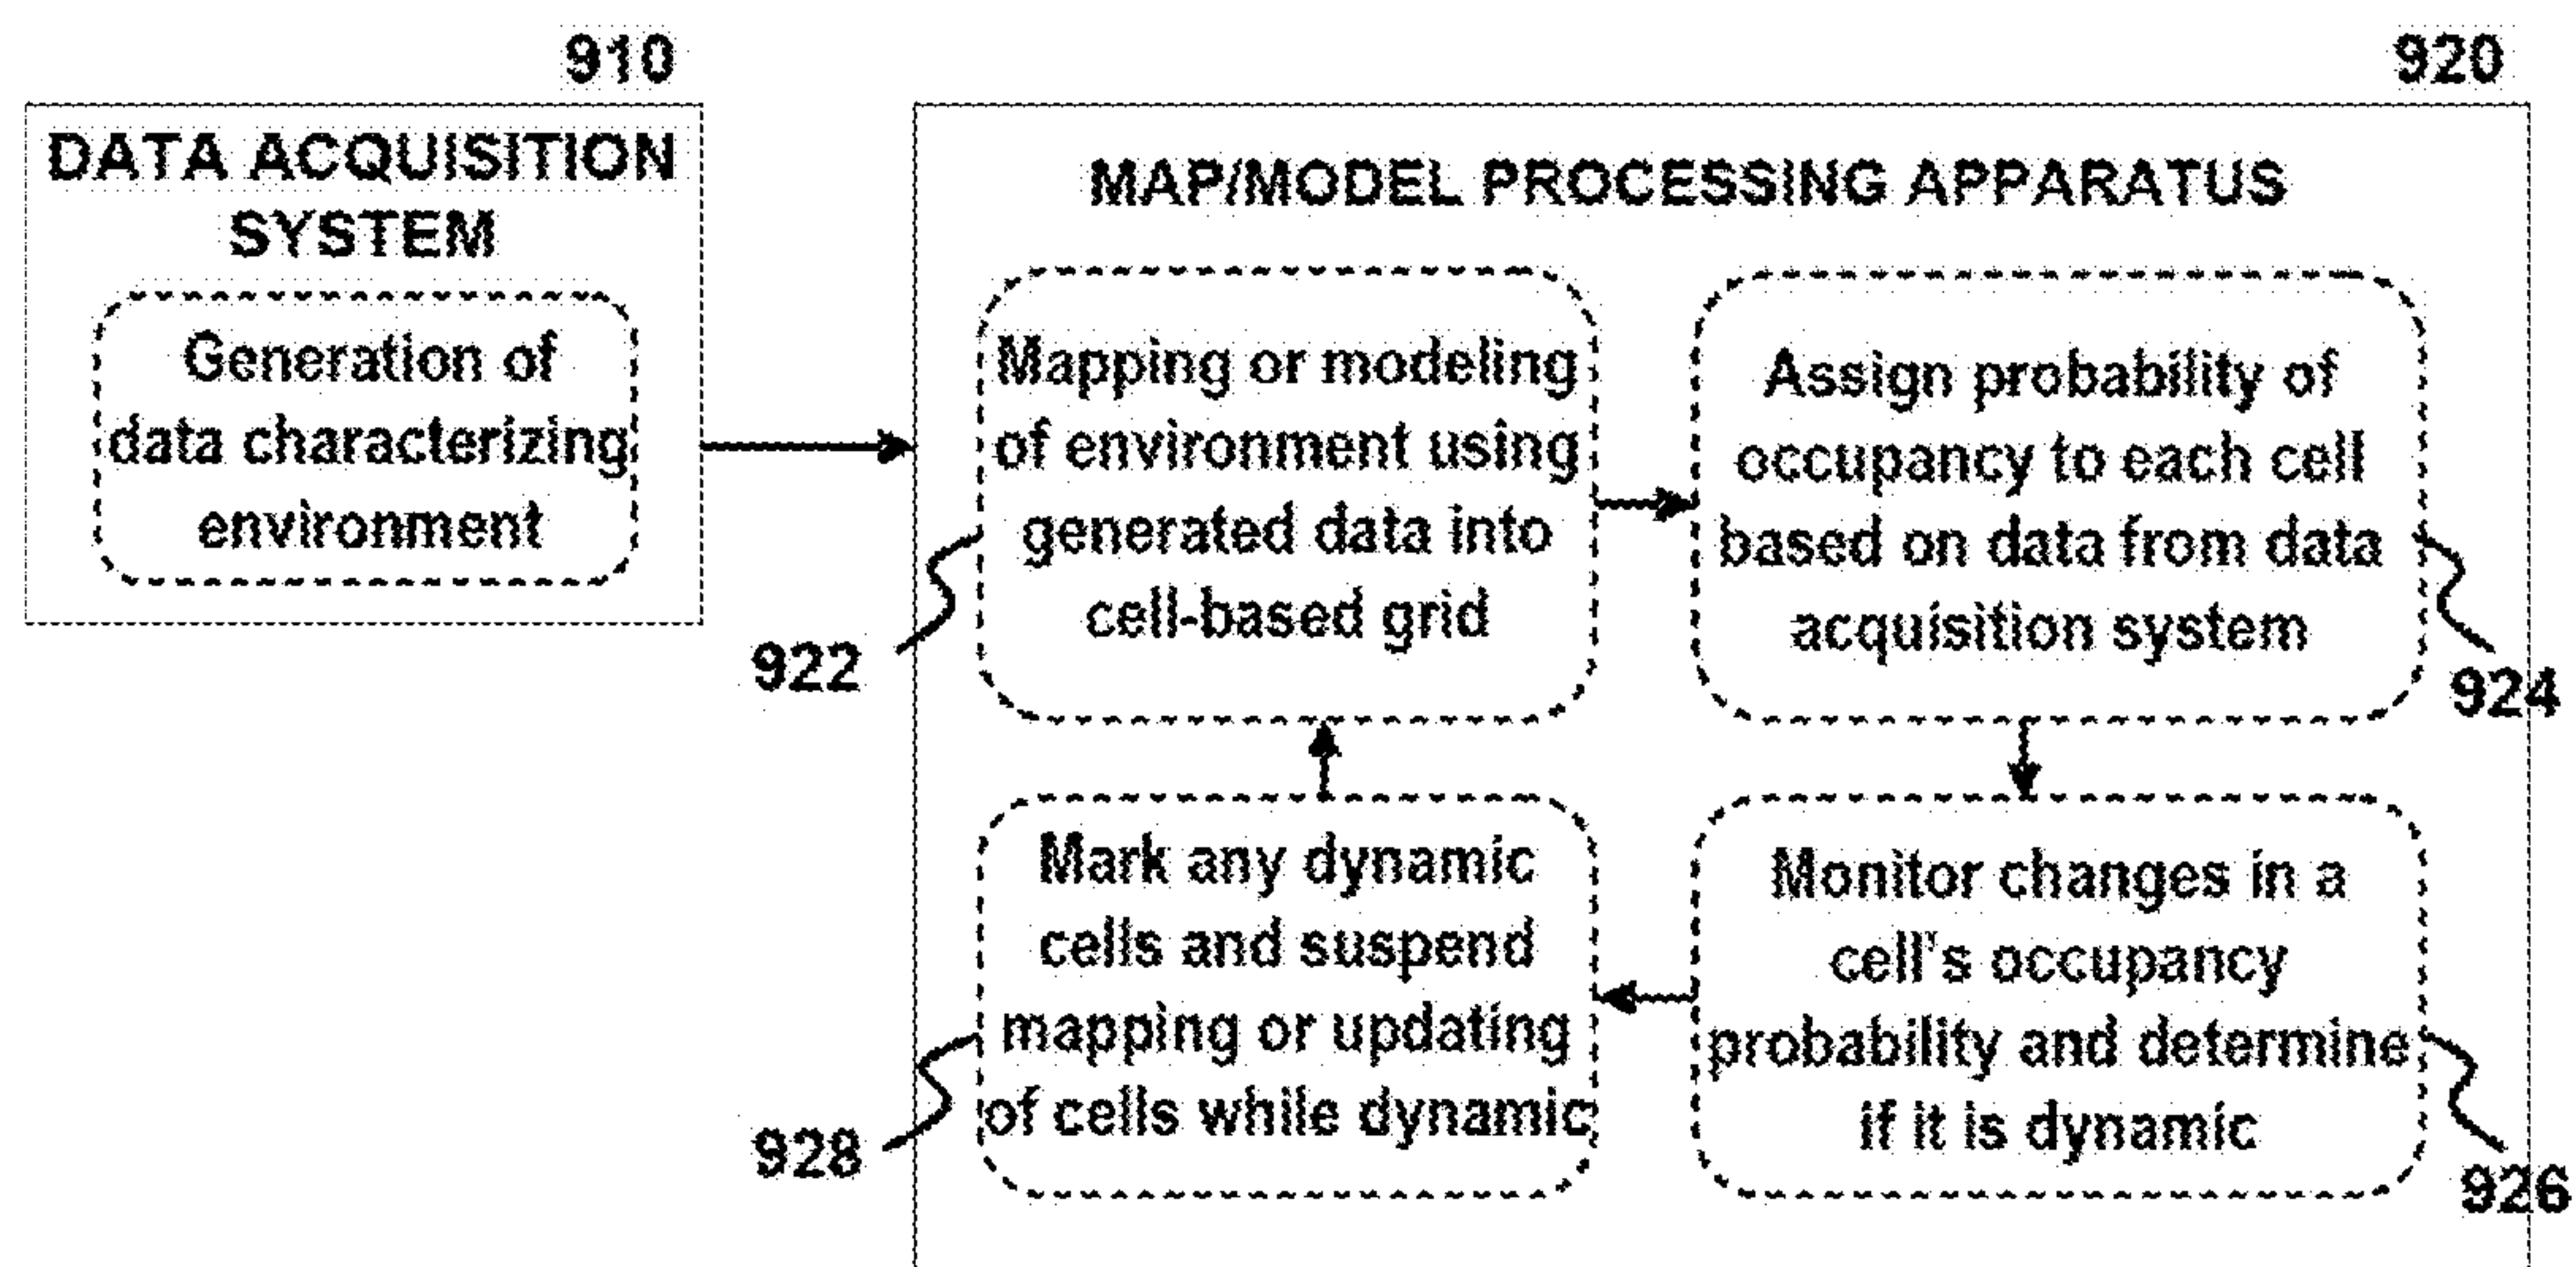 910
DATA ACQUISITION
SYSTEM
Generation of
data characterizing
environment
920
MAP/MODEL PROCESSING APPARATUS
Mapping or modeling
of environment using
generated data into
cell-based grid
922
Assign probability of
occupancy to each cell
based on data from data
acquisition system
924
Mark any dynamic
cells and suspend
mapping or updating
of cells while dynamic
928
Monitor changes in a
cell's occupancy
probability and determine
if it is dynamic
926